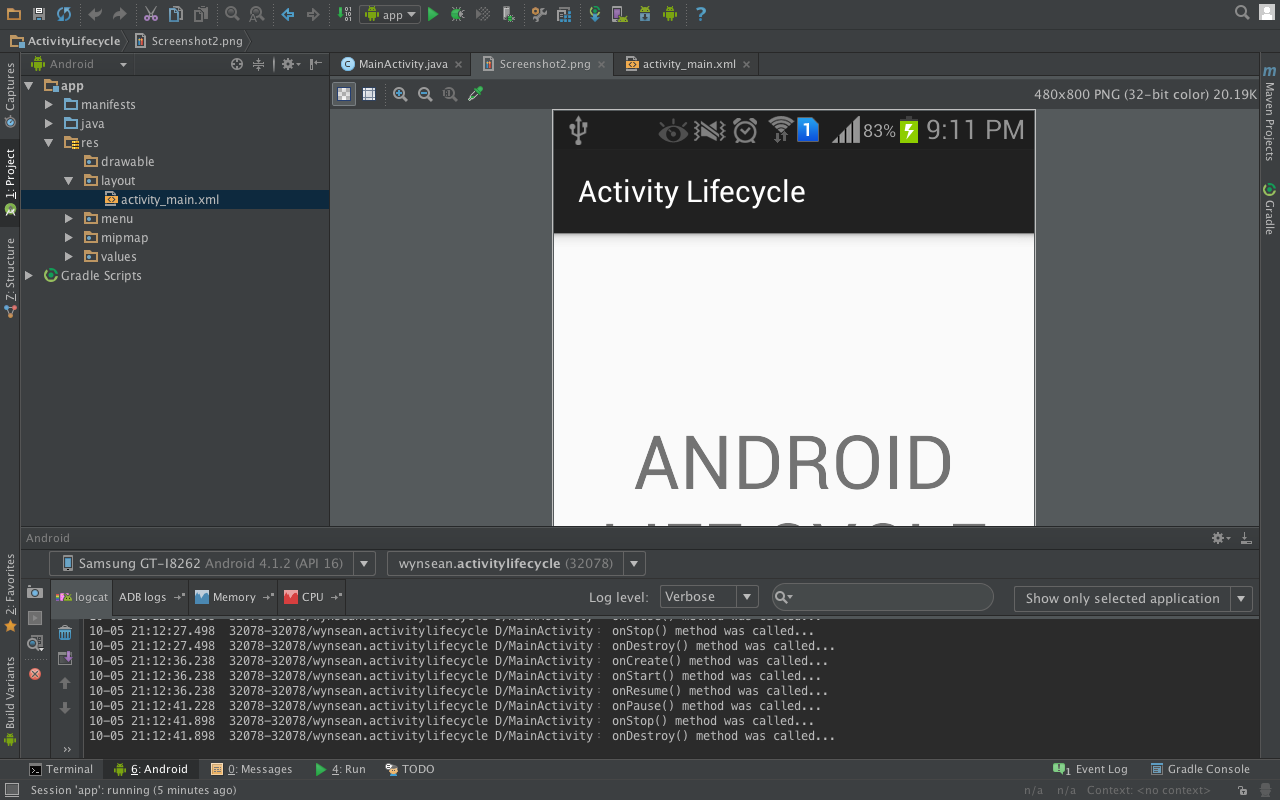 app
ActivityLifecycle Screenshot2.png
Android
MainActivity.java Screenshot2.png activity_main.xml
480x800 PNG (32-bit color) 20.19K
Captures
1: Project
7: Structure
2: Favorites
Build Variants
app
manifests
java
res
drawable
layout
activity_main.xml
menu
mipmap
values
Gradle Scripts
1 83% 9:11 PM
Activity Lifecycle
ANDROID
LIFE CYCLE
Maven Projects
Gradle
Android
Samsung GT-I8262 Android 4.1.2 (API 16) wynsean.activitylifecycle (32078)
logcat ADB logs Memory CPU Log level: Verbose Show only selected application
10-05 21:12:27.498 32078-32078/wynsean.activitylifecycle D/MainActivity: onStop() method was called...
10-05 21:12:27.498 32078-32078/wynsean.activitylifecycle D/MainActivity: onDestroy() method was called...
10-05 21:12:36.238 32078-32078/wynsean.activitylifecycle D/MainActivity: onCreate() method was called...
10-05 21:12:36.238 32078-32078/wynsean.activitylifecycle D/MainActivity: onStart() method was called...
10-05 21:12:36.238 32078-32078/wynsean.activitylifecycle D/MainActivity: onResume() method was called...
10-05 21:12:41.228 32078-32078/wynsean.activitylifecycle D/MainActivity: onPause() method was called...
10-05 21:12:41.898 32078-32078/wynsean.activitylifecycle D/MainActivity: onStop() method was called...
10-05 21:12:41.898 32078-32078/wynsean.activitylifecycle D/MainActivity: onDestroy() method was called...
Terminal 6: Android 0: Messages 4: Run TODO 1 Event Log Gradle Console
Session 'app': running (5 minutes ago) n/a n/a Context: <no context>